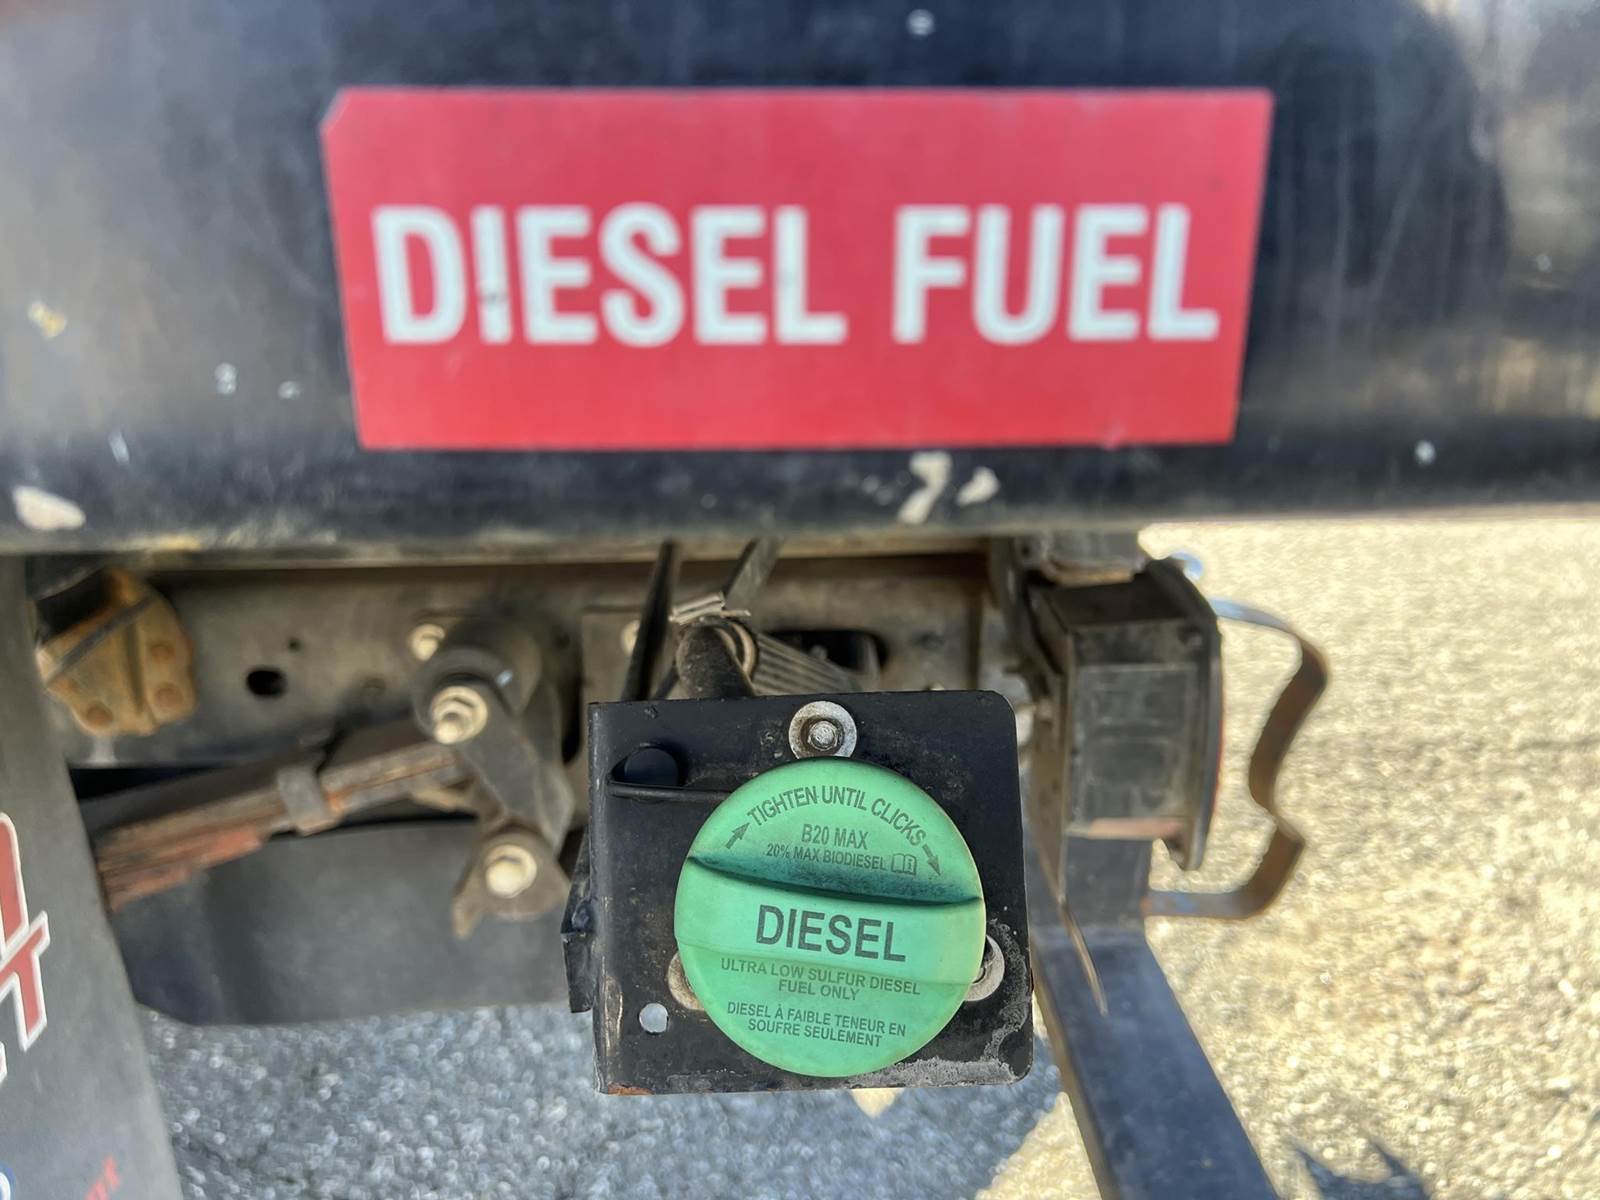 DIESEL FUEL
TIGHTEN UNTIL CLICKS
B20 MAX
20% MAX BIODIESEL
DIESEL
ULTRA LOW SULFUR DIESEL
FUEL ONLY
DIESEL À FAIBLE TENEUR EN
SOUFRE SEULEMENT